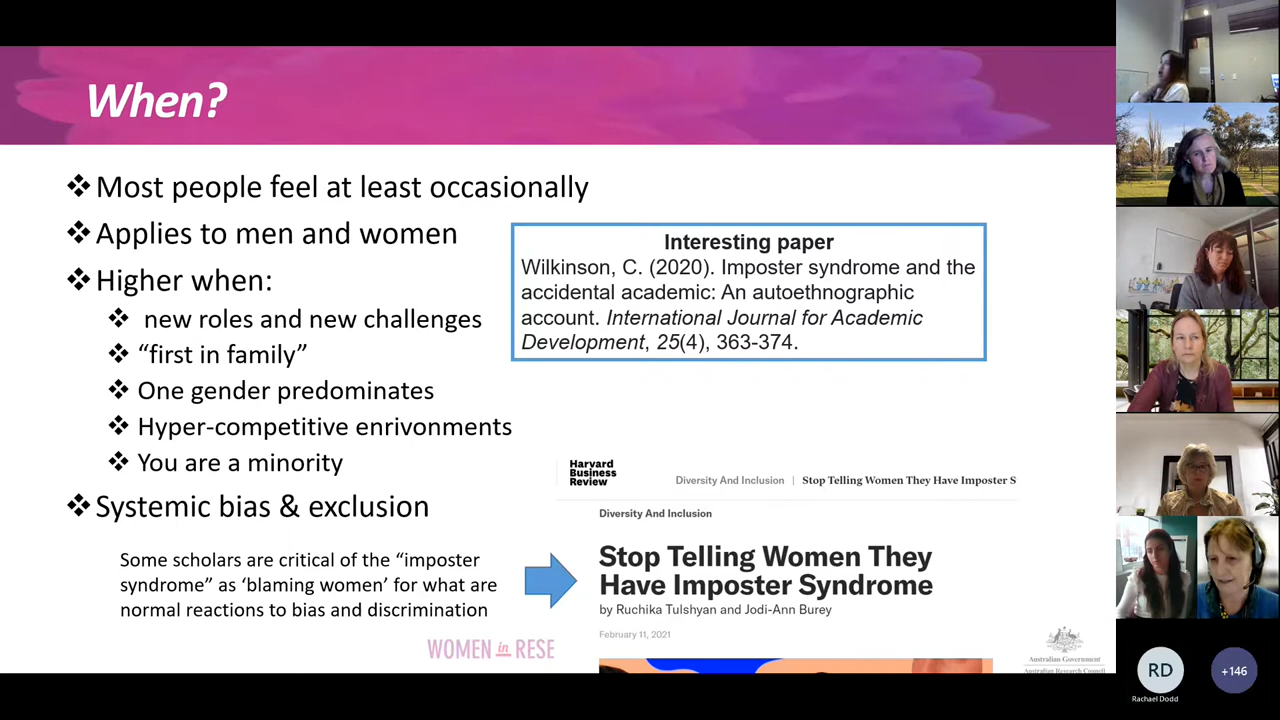 When?
❖ Most people feel at least occasionally
❖ Applies to men and women
❖ Higher when:
❖ new roles and new challenges
❖ “first in family”
❖ One gender predominates
❖ Hyper-competitive enrivonments
❖ You are a minority
❖ Systemic bias & exclusion
Some scholars are critical of the “imposter
syndrome” as ‘blaming women’ for what are
normal reactions to bias and discrimination
Interesting paper
Wilkinson, C. (2020). Imposter syndrome and the
accidental academic: An autoethnographic
account. International Journal for Academic
Development, 25(4), 363-374.
Harvard
Business
Review
Diversity And Inclusion | Stop Telling Women They Have Imposter S
Diversity And Inclusion
Stop Telling Women They
Have Imposter Syndrome
by Ruchika Tulshyan and Jodi-Ann Burey
February 11, 2021
WOMEN in RESE
Australian Government
Australian Research Council
RD
Rachael Dodd
+146